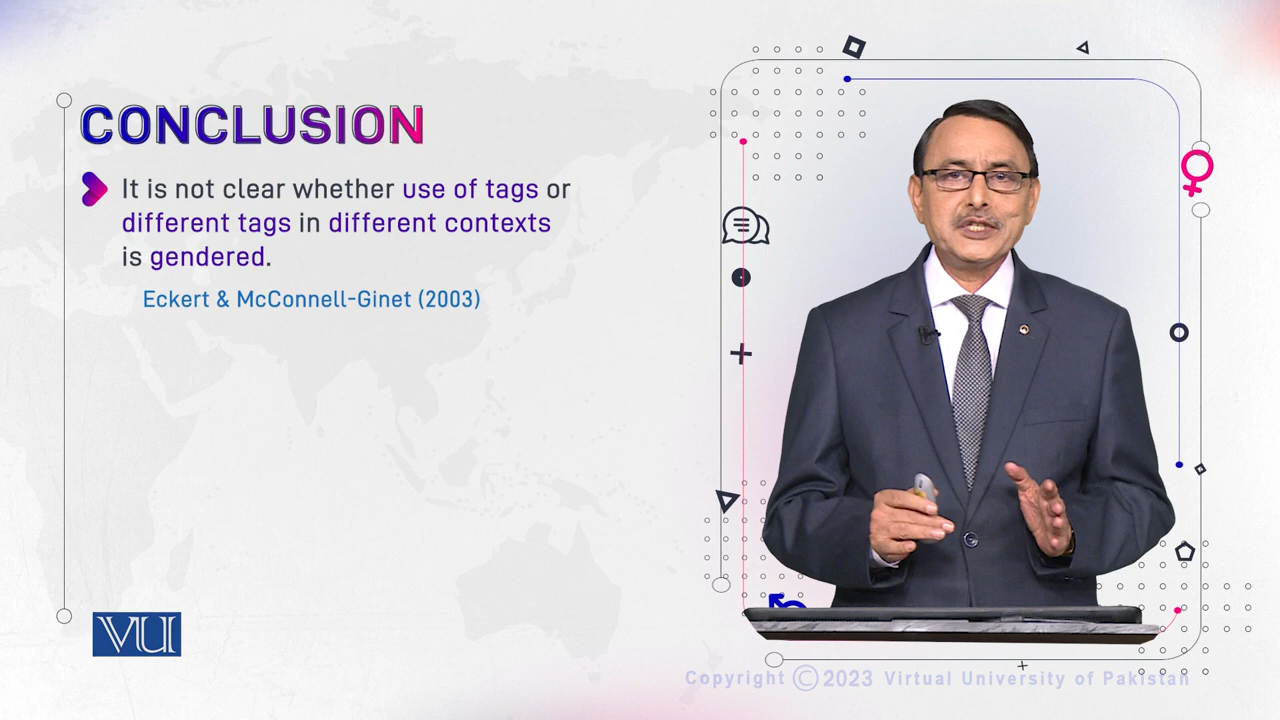 CONCLUSION
It is not clear whether use of tags or
different tags in different contexts
is gendered.
Eckert & McConnell-Ginet (2003)
VU
Copyright ©2023 Virtual University of Pakistan